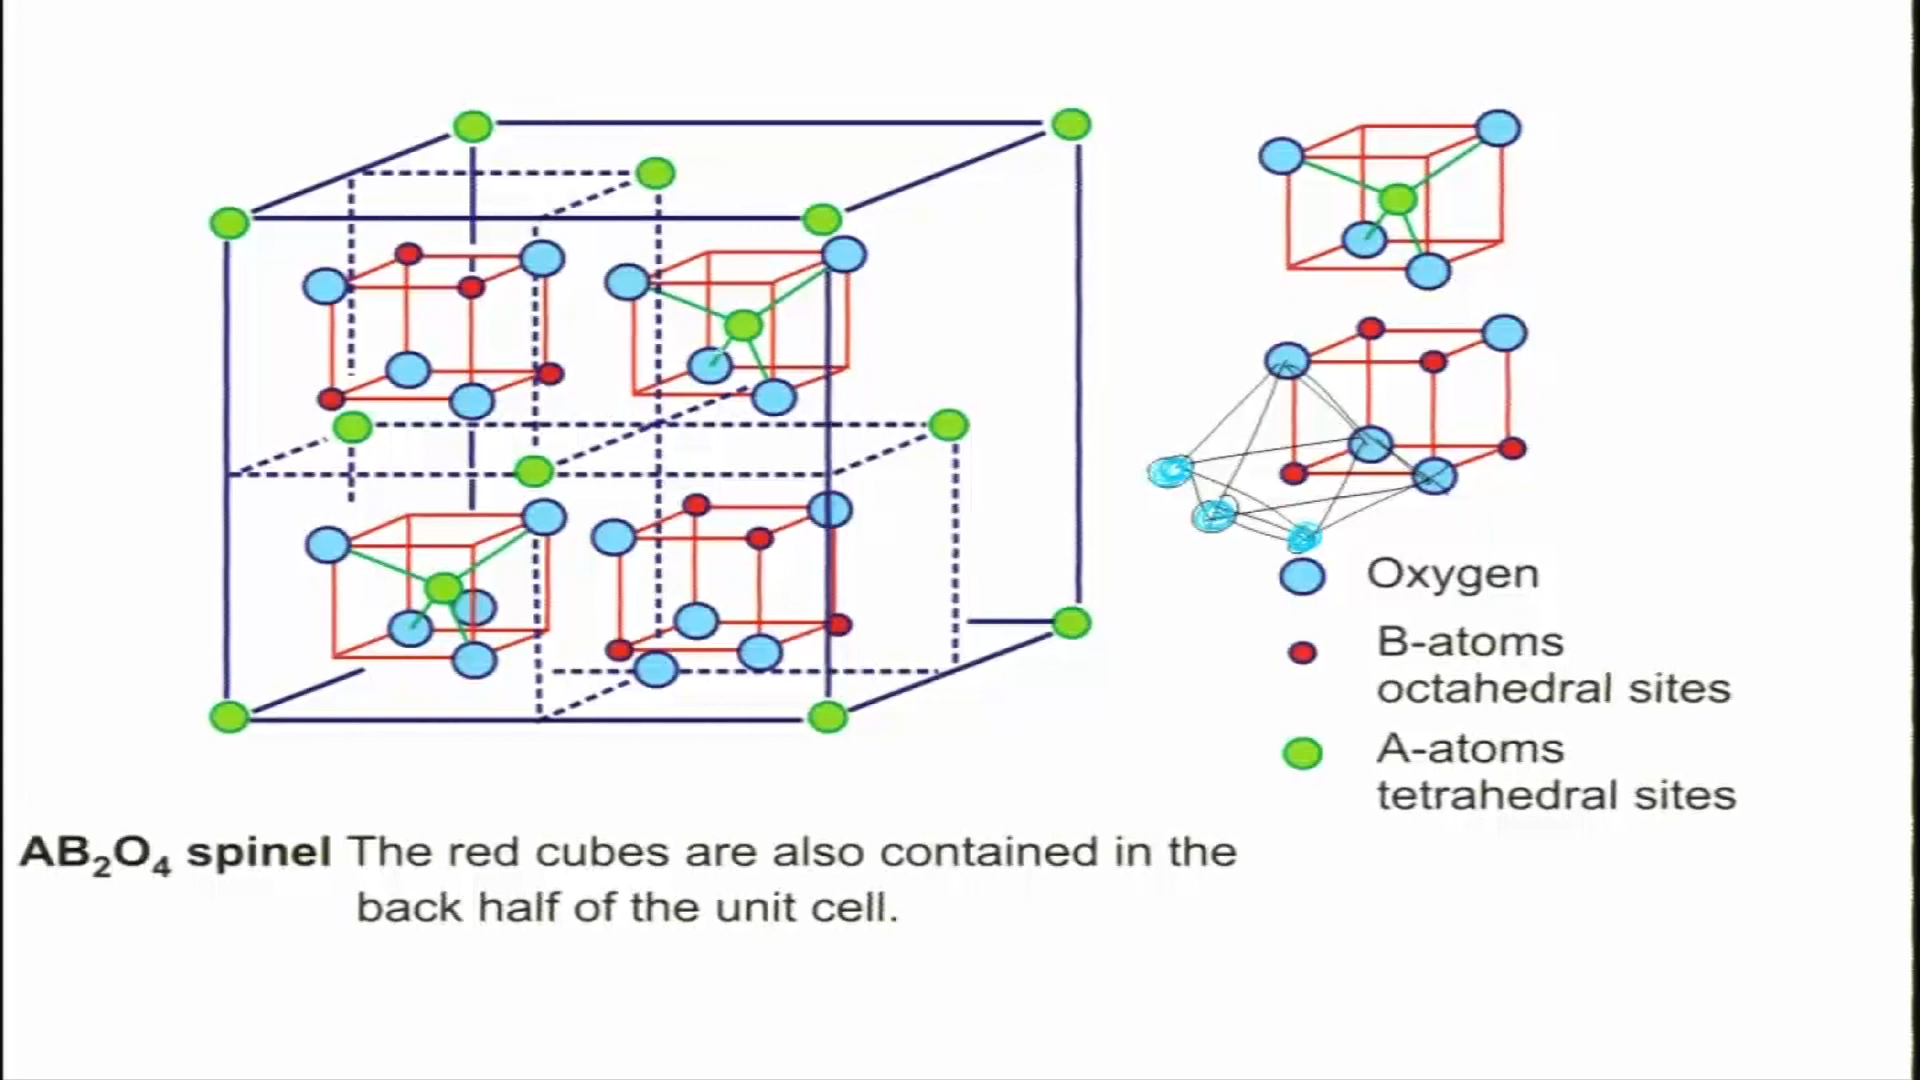 Oxygen
B-atoms
octahedral sites
A-atoms
tetrahedral sites
AB₂O₄ spinel The red cubes are also contained in the
back half of the unit cell.